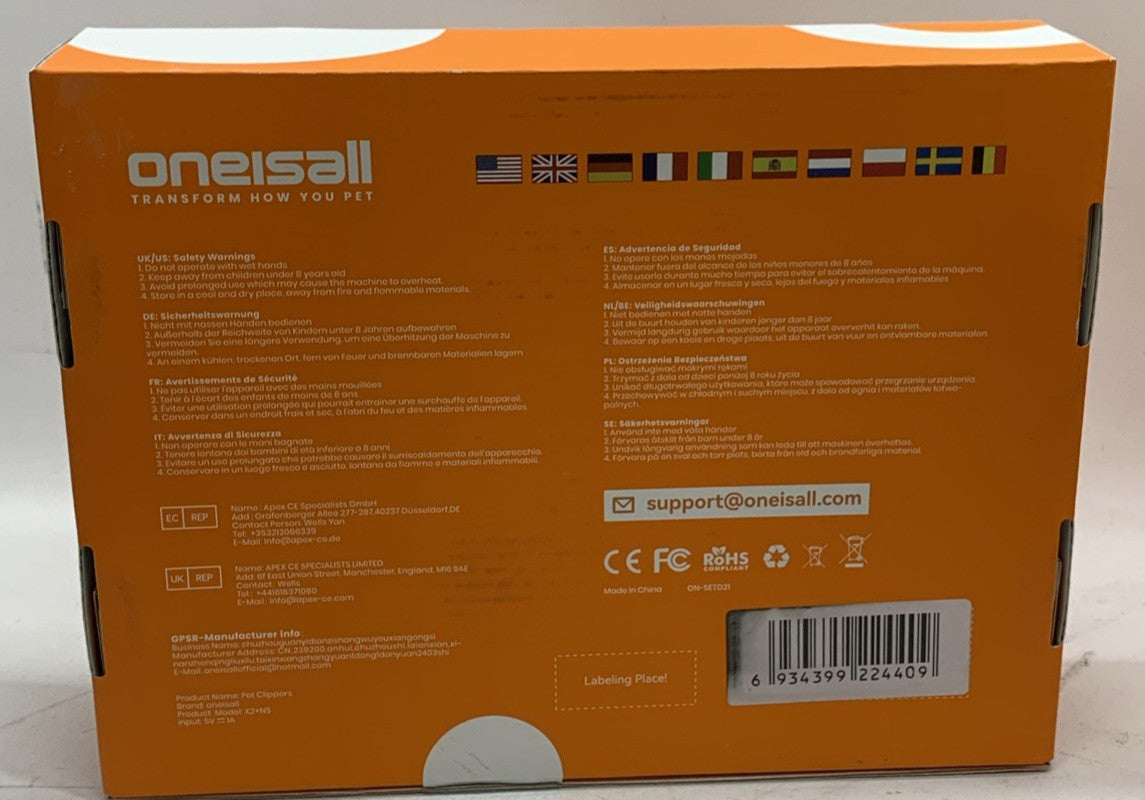 oneisall
TRANSFORM HOW YOU PET
UK/US: Safety Warnings
1. Do not operate with wet hands
2. Keep away from children under 8 years old
3. Avoid prolonged use which may cause the machine to overheat.
4. Store in a cool and dry place, away from fire and flammable materials.
DE: Sicherheitswarnung
1. Nicht mit nassen Händen bedienen
2. Außerhalb der Reichweite von Kindern unter 8 Jahren aufbewahren
3. Vermeiden Sie eine längere Verwendung, um eine Überhitzung der Maschine zu
vermeiden.
4. An einem kühlen, trockenen Ort, fern von Feuer und brennbaren Materialien lagern
FR: Avertissements de Sécurité
1. Ne pas utiliser l'appareil avec des mains mouillées
2. Tenir à l'écart des enfants de moins de 8 ans
3. Éviter une utilisation prolongée qui pourrait entraîner une surchauffe de l'appareil.
4. Conserver dans un endroit frais et sec, à l'abri du feu et des matières inflammables.
IT: Avvertenza di Sicurezza
1. Non operare con le mani bagnate
2. Tenere lontano dai bambini di età inferiore a 8 anni
3. Evitare un uso prolungato che potrebbe causare il surriscaldamento dell'apparecchio.
4. Conservare in un luogo fresco e asciutto, lontano da fiamme e materiali infiammabili.
ES: Advertencia de Seguridad
1. No opere con las manos mojadas
2. Mantener fuera del alcance de los niños menores de 8 años
3. Evite usarlo durante mucho tiempo para evitar el sobrecalentamiento de la máquina.
4. Almacenar en un lugar fresco y seco, lejos del fuego y materiales inflamables
NL/BE: Veiligheidswaarschuwingen
1. Niet bedienen met natte handen
2. Uit de buurt houden van kinderen jonger dan 8 jaar
3. Vermijd langdurig gebruik waardoor het apparaat oververhit kan raken.
4. Bewaar op een koele en droge plaats, uit de buurt van vuur en ontvlambare materialen.
PL: Ostrzeżenia Bezpieczeństwa
1. Nie obsługiwać mokrymi rękami
2. Trzymać z dala od dzieci poniżej 8 roku życia
3. Unikać długotrwałego użytkowania, które może spowodować przegrzanie urządzenia.
4. Przechowywać w chłodnym i suchym miejscu, z dala od ognia i materiałów łatwo-
palnych.
SE: Säkerhetsvarningar
1. Använd inte med våta händer
2. Förvaras åtskilt från barn under 8 år
3. Undvik långvarig användning som kan leda till att maskinen överhettas.
4. Förvara på en sval och torr plats, borta från eld och brandfarliga material.
EC REP
Name : Apex CE Specialists GmbH
Add : Grafenberger Allee 277-287,40237 Düsseldorf,DE
Contact Person: Wells Yan
Tel: +353212066339
E-Mail: Info@apex-ce.de
UK REP
Name: APEX CE SPECIALISTS LIMITED
Add: 6f East Union Street, Manchester, England, M16 9AE
Contact: Wells
Tel: +441616371080
E-Mail: Info@apex-ce.com
support@oneisall.com
CE FC RoHS
COMPLIANT
Made in China ON-SETD21
GPSR-Manufacturer Info:
Business Name: chuzhouguanyidianzishangwuyouxiangongsi
Manufacturer Address: CN,239200,anhui,chuzhoushi,laianxian,xi-
E-Mail: oneisallofficial@hotmail.com
Product Name: Pet Clippers
Brand: oneisall
Product Model: X2+N5
Input: 5V ⎓ 1A
Labeling Place!
6 934399 224409